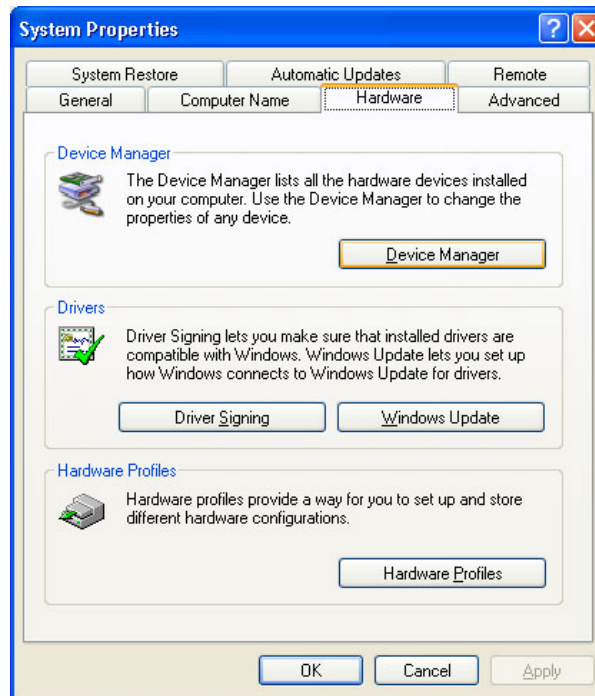 System Properties
System Restore
Automatic Updates
Remote
General
Computer Name
Hardware
Advanced
Device Manager
The Device Manager lists all the hardware devices installed
on your computer. Use the Device Manager to change the
properties of any device.
Device Manager
Drivers
Driver Signing lets you make sure that installed drivers are
compatible with Windows. Windows Update lets you set up
how Windows connects to Windows Update for drivers.
Driver Signing
Windows Update
Hardware Profiles
Hardware profiles provide a way for you to set up and store
different hardware configurations.
Hardware Profiles
OK
Cancel
Apply